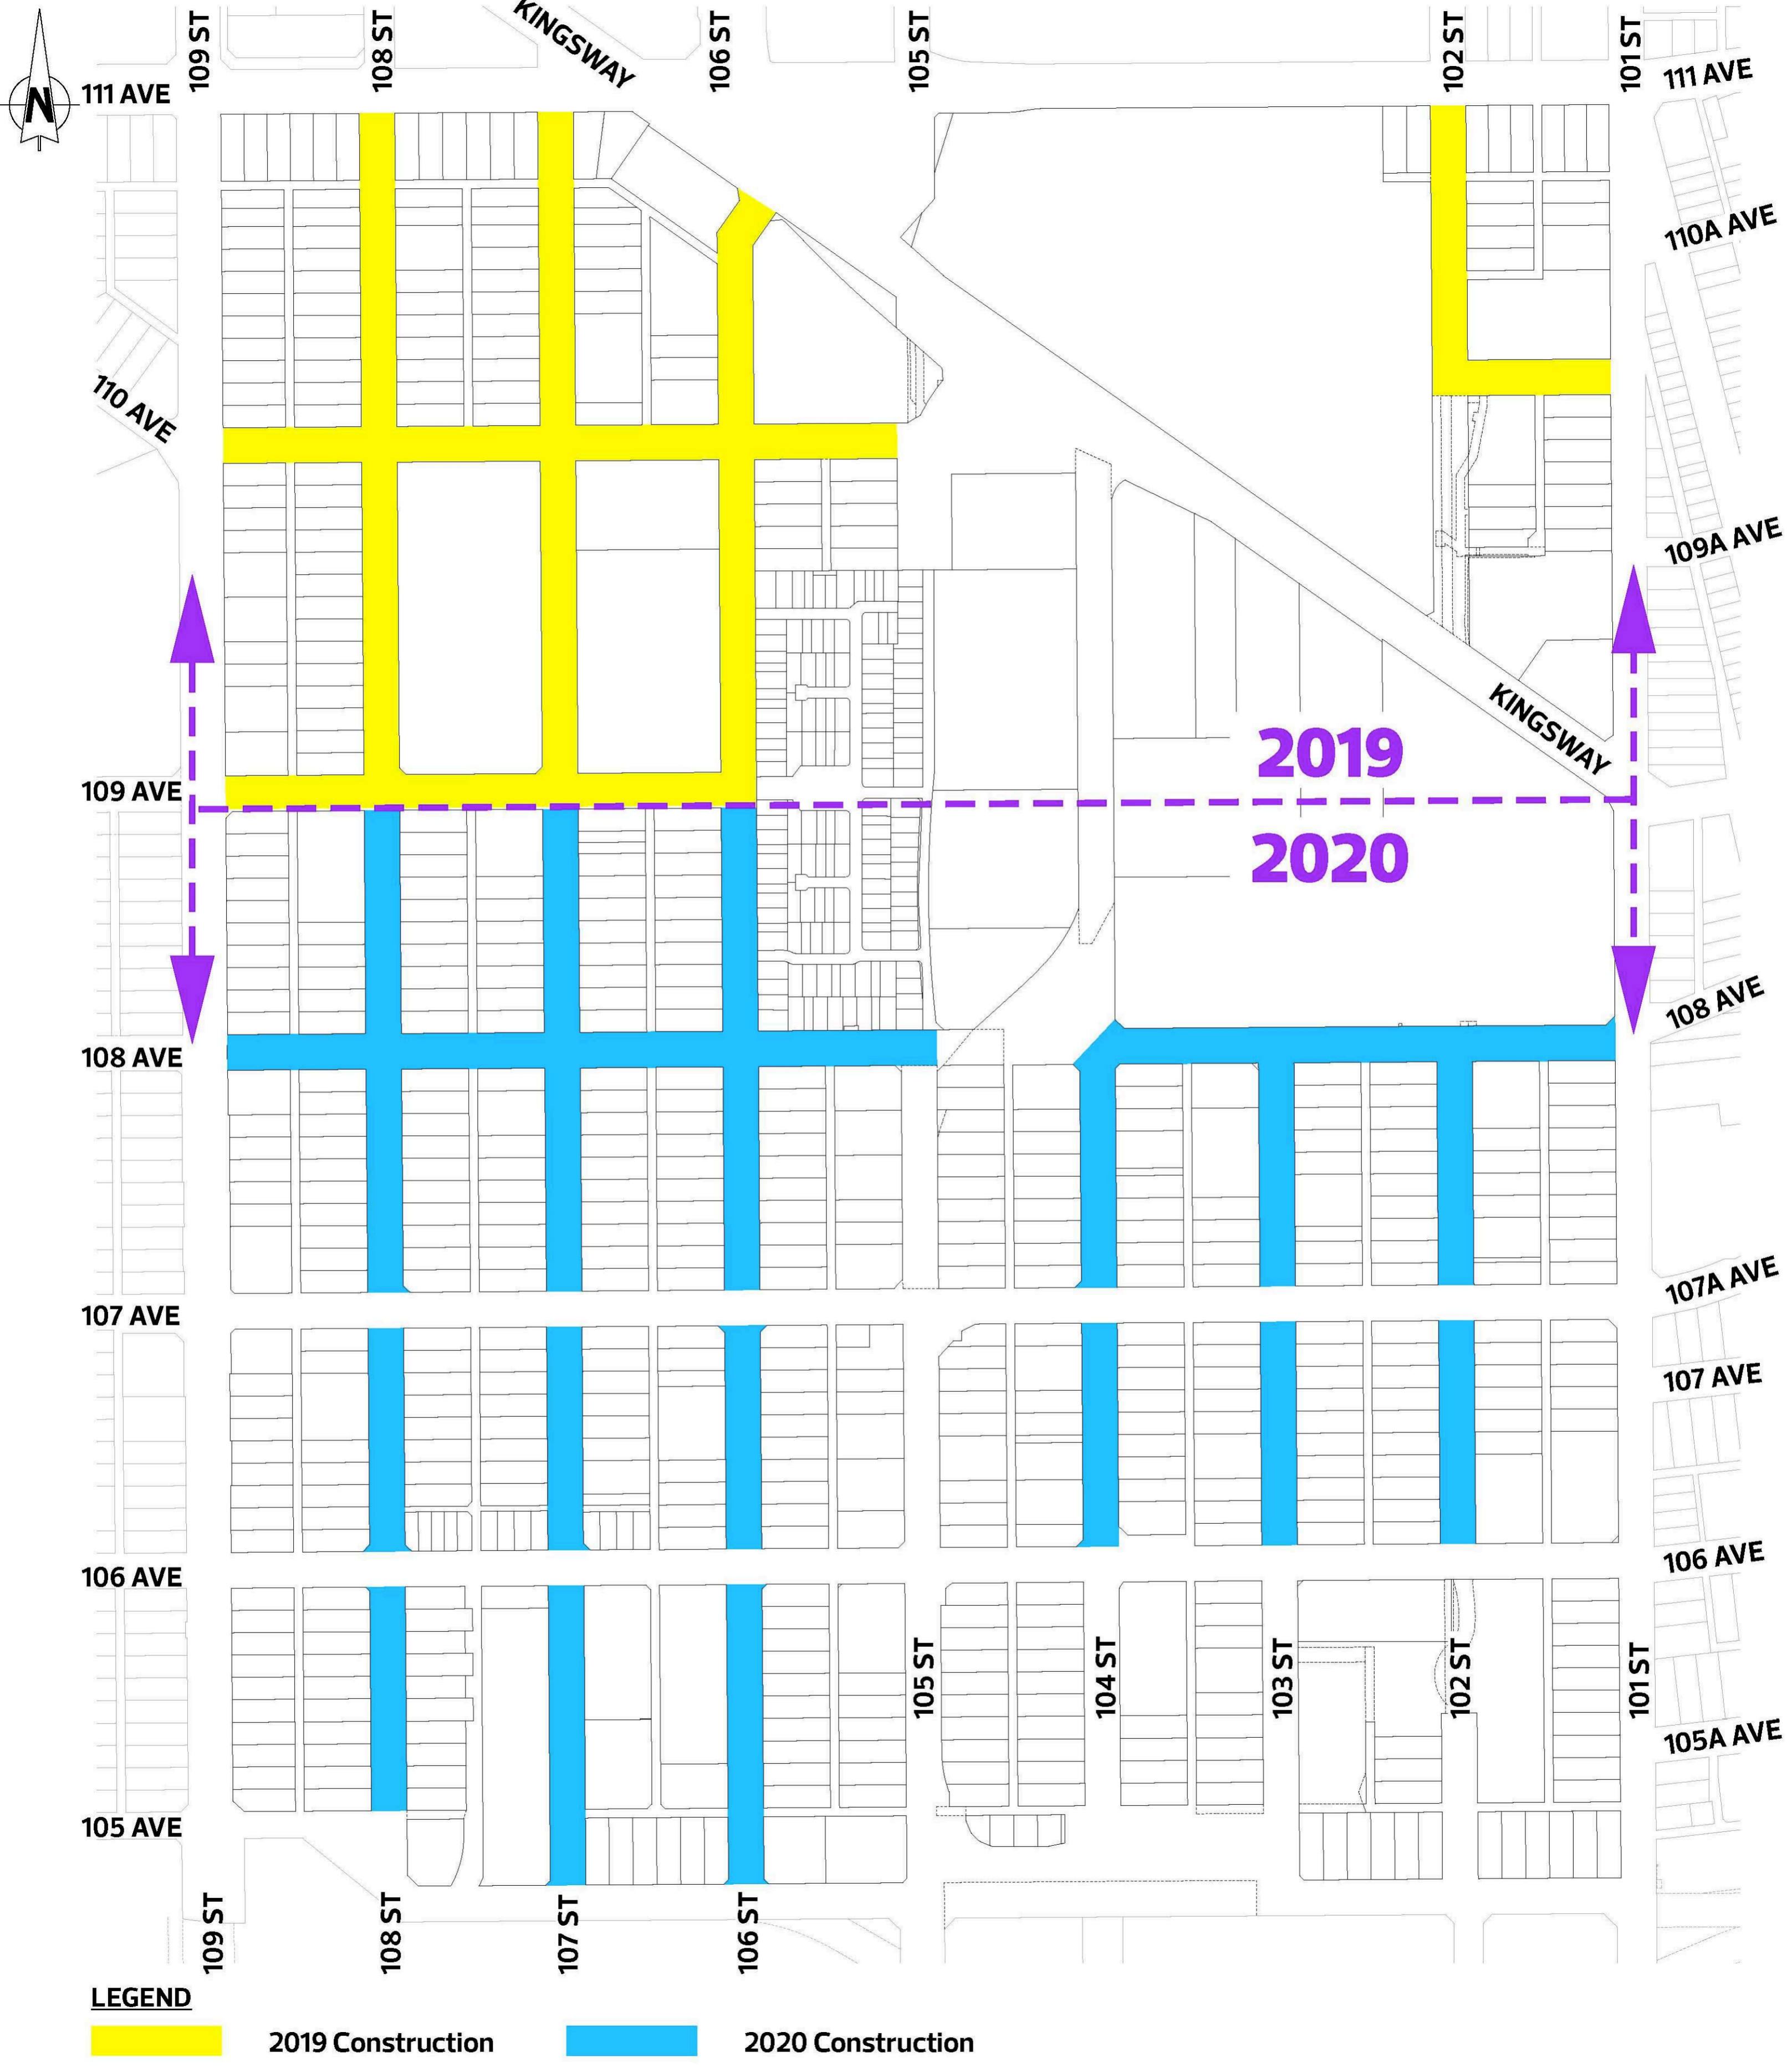 109 ST
108 ST
KINGSWAY
106 ST
105 ST
102 ST
101 ST
N
111 AVE
111 AVE
110A AVE
110 AVE
109A AVE
KINGSWAY
2019
109 AVE
2020
108 AVE
108 AVE
107A AVE
107 AVE
107 AVE
106 AVE
106 AVE
105 ST
104 ST
103 ST
102 ST
101 ST
105A AVE
105 AVE
109 ST
108 ST
107 ST
106 ST
LEGEND
2019 Construction
2020 Construction